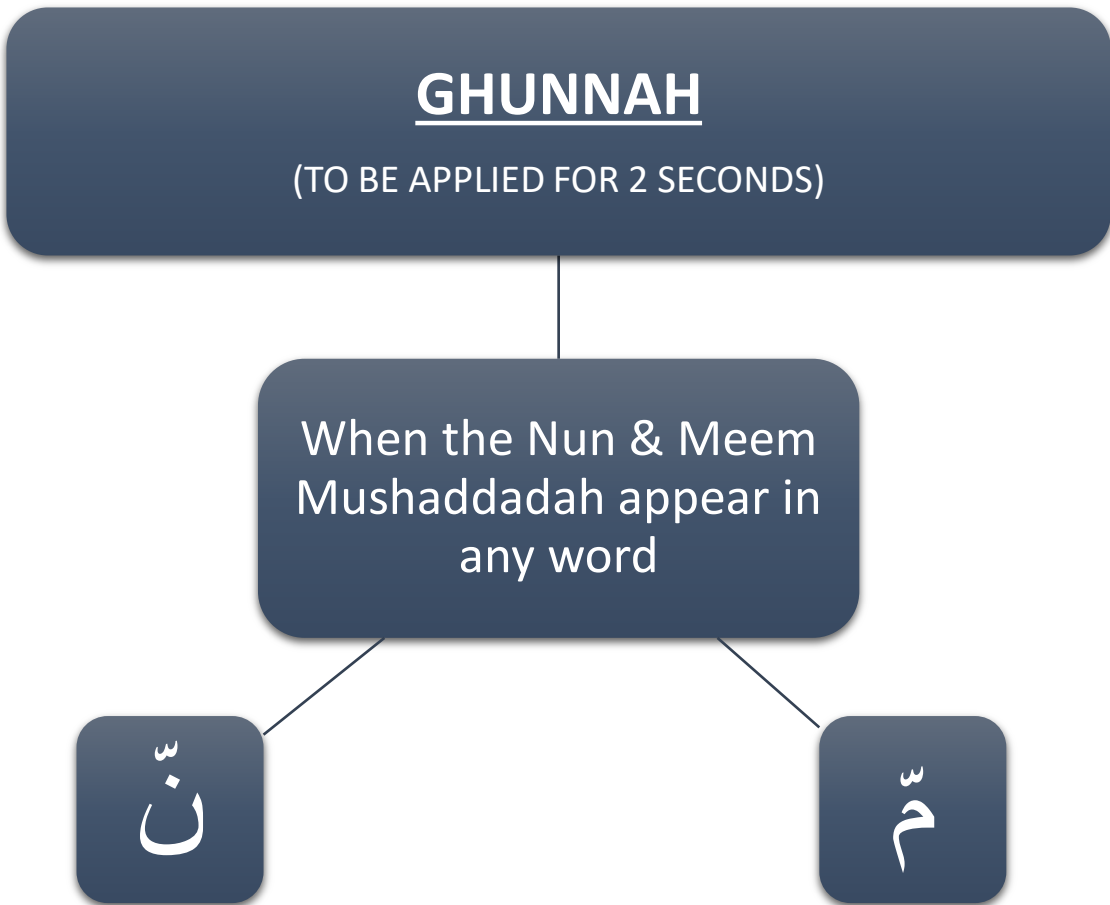 GHUNNAH
(TO BE APPLIED FOR 2 SECONDS)
When the Nun & Meem
Mushaddadah appear in
any word
نّ
مّ